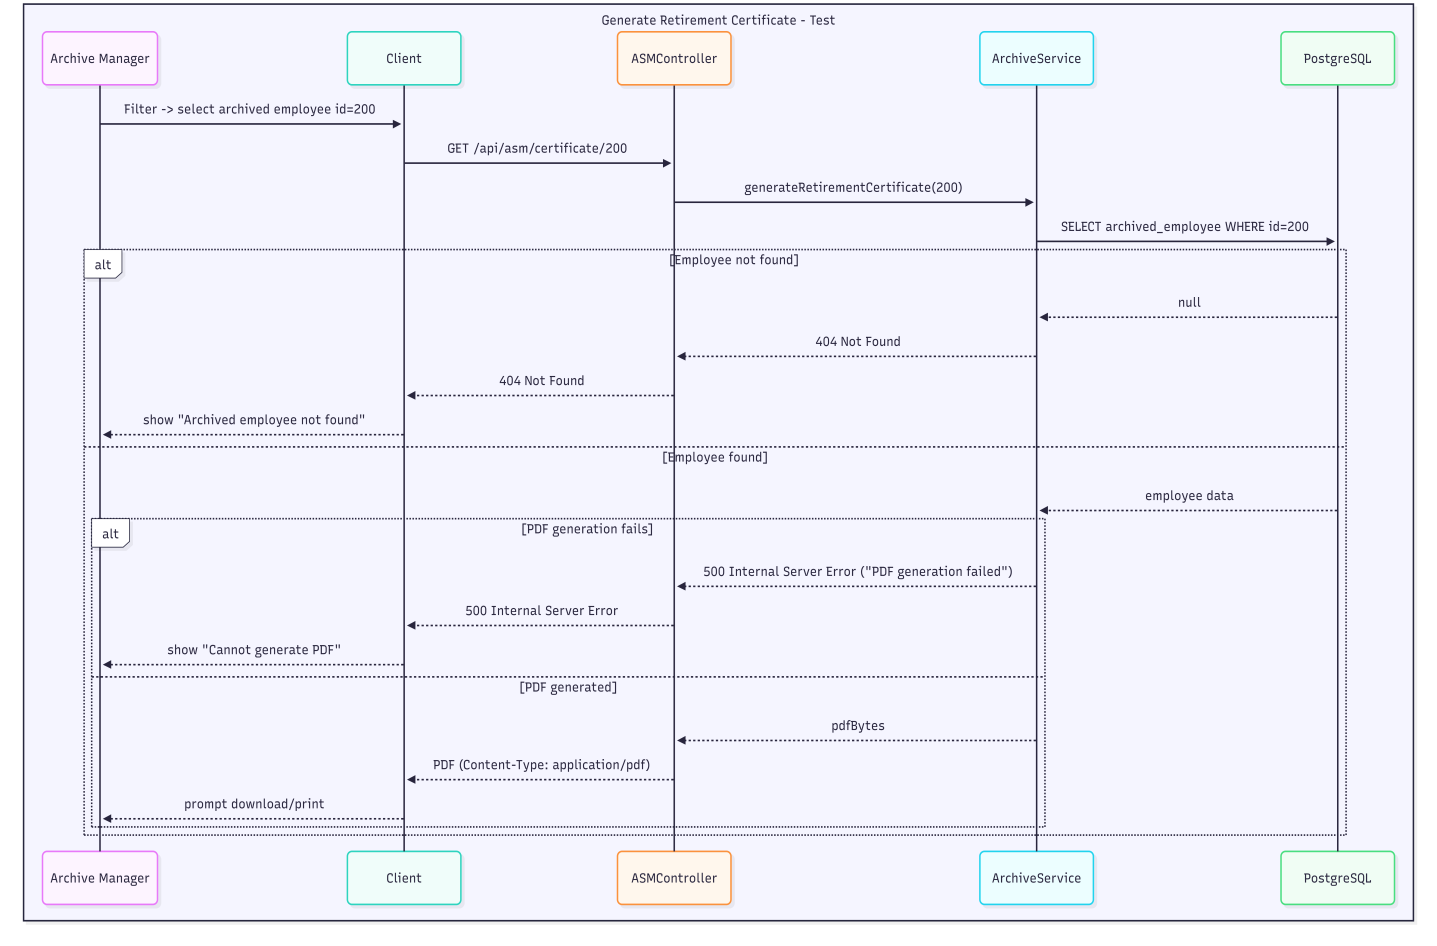 Generate Retirement Certificate - Test
Archive Manager
Client
ASMController
ArchiveService
PostgreSQL
Filter -> select archived employee id=200
GET /api/asm/certificate/200
generateRetirementCertificate(200)
SELECT archived_employee WHERE id=200
alt
[Employee not found]
null
404 Not Found
404 Not Found
show "Archived employee not found"
[Employee found]
employee data
alt
[PDF generation fails]
500 Internal Server Error ("PDF generation failed")
500 Internal Server Error
show "Cannot generate PDF"
[PDF generated]
pdfBytes
PDF (Content-Type: application/pdf)
prompt download/print
Archive Manager
Client
ASMController
ArchiveService
PostgreSQL